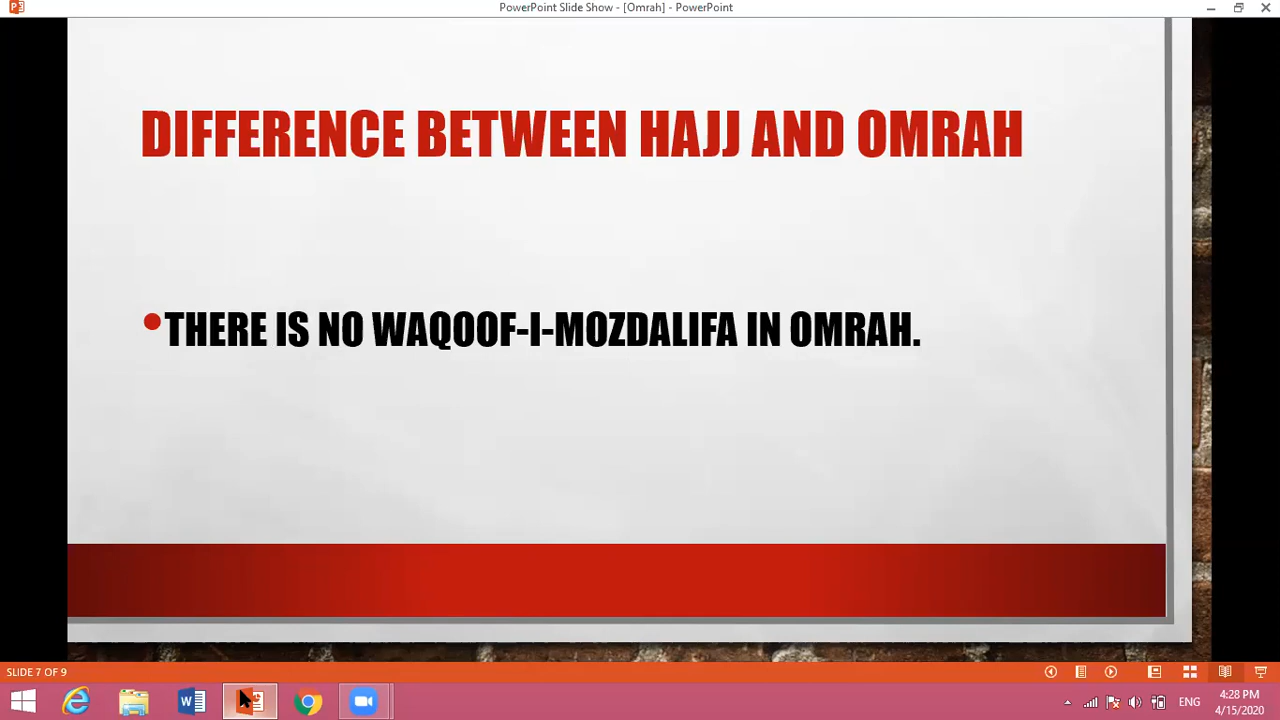 PowerPoint Slide Show - [Omrah] - PowerPoint
DIFFERENCE BETWEEN HAJJ AND OMRAH
•THERE IS NO WAQOOF-I-MOZDALIFA IN OMRAH.
SLIDE 7 OF 9
ENG
4:28 PM
4/15/2020